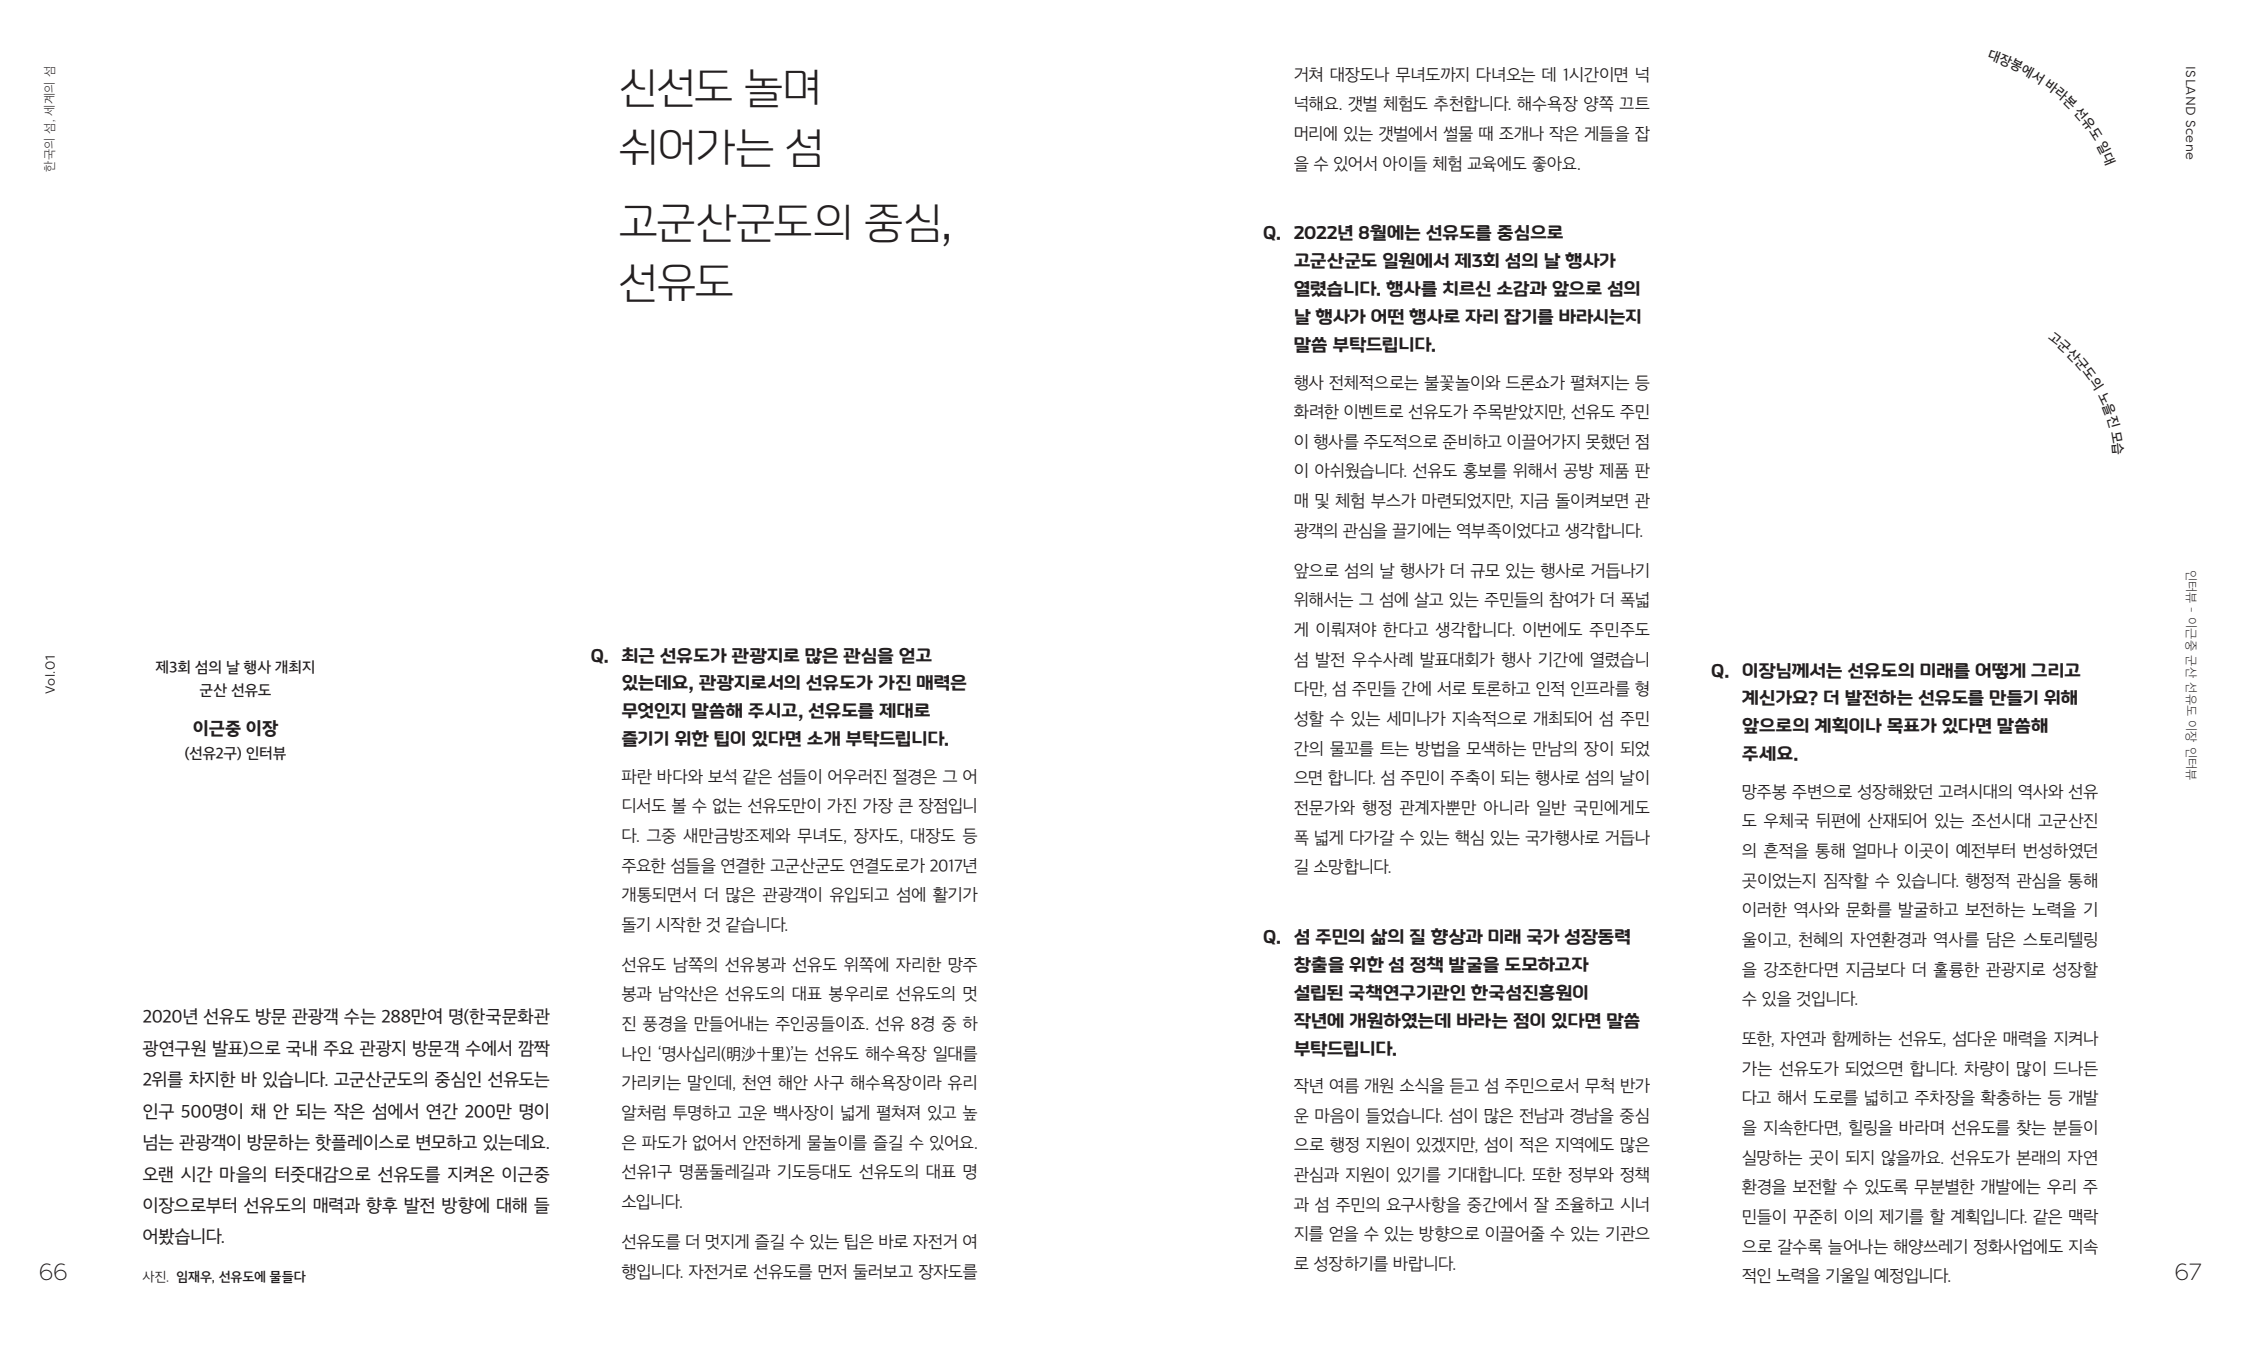 한국의 섬. 세계의 섬
Vol.01
66
신선도 놀며
쉬어가는 섬
고군산군도의 중심,
선유도
제3회 섬의 날 행사 개최지
군산 선유도
이근중 이장
(선유2구) 인터뷰
2020년 선유도 방문 관광객 수는 288만여 명(한국문화관
광연구원 발표)으로 국내 주요 관광지 방문객 수에서 깜짝
2위를 차지한 바 있습니다. 고군산군도의 중심인 선유도는
인구 500명이 채 안 되는 작은 섬에서 연간 200만 명이
넘는 관광객이 방문하는 핫플레이스로 변모하고 있는데요.
오랜 시간 마을의 터줏대감으로 선유도를 지켜온 이근중
이장으로부터 선유도의 매력과 향후 발전 방향에 대해 들
어봤습니다.
사진. 임재우, 선유도에 물들다
Q. 최근 선유도가 관광지로 많은 관심을 얻고
있는데요, 관광지로서의 선유도가 가진 매력은
무엇인지 말씀해 주시고, 선유도를 제대로
즐기기 위한 팁이 있다면 소개 부탁드립니다.
파란 바다와 보석 같은 섬들이 어우러진 절경은 그 어
디서도 볼 수 없는 선유도만이 가진 가장 큰 장점입니
다. 그중 새만금방조제와 무녀도, 장자도, 대장도 등
주요한 섬들을 연결한 고군산군도 연결도로가 2017년
개통되면서 더 많은 관광객이 유입되고 섬에 활기가
돌기 시작한 것 같습니다.
선유도 남쪽의 선유봉과 선유도 위쪽에 자리한 망주
봉과 남악산은 선유도의 대표 봉우리로 선유도의 멋
진 풍경을 만들어내는 주인공들이죠. 선유 8경 중 하
나인 ‘명사십리(明沙十里)’는 선유도 해수욕장 일대를
가리키는 말인데, 천연 해안 사구 해수욕장이라 유리
알처럼 투명하고 고운 백사장이 넓게 펼쳐져 있고 높
은 파도가 없어서 안전하게 물놀이를 즐길 수 있어요.
선유1구 명품둘레길과 기도등대도 선유도의 대표 명
소입니다.
선유도를 더 멋지게 즐길 수 있는 팁은 바로 자전거 여
행입니다. 자전거로 선유도를 먼저 둘러보고 장자도를
거쳐 대장도나 무녀도까지 다녀오는 데 1시간이면 넉
넉해요. 갯벌 체험도 추천합니다. 해수욕장 양쪽 끄트
머리에 있는 갯벌에서 썰물 때 조개나 작은 게들을 잡
을 수 있어서 아이들 체험 교육에도 좋아요.
Q. 2022년 8월에는 선유도를 중심으로
고군산군도 일원에서 제3회 섬의 날 행사가
열렸습니다. 행사를 치르신 소감과 앞으로 섬의
날 행사가 어떤 행사로 자리 잡기를 바라시는지
말씀 부탁드립니다.
행사 전체적으로는 불꽃놀이와 드론쇼가 펼쳐지는 등
화려한 이벤트로 선유도가 주목받았지만, 선유도 주민
이 행사를 주도적으로 준비하고 이끌어가지 못했던 점
이 아쉬웠습니다. 선유도 홍보를 위해서 공방 제품 판
매 및 체험 부스가 마련되었지만, 지금 돌이켜보면 관
광객의 관심을 끌기에는 역부족이었다고 생각합니다.
앞으로 섬의 날 행사가 더 규모 있는 행사로 거듭나기
위해서는 그 섬에 살고 있는 주민들의 참여가 더 폭넓
게 이뤄져야 한다고 생각합니다. 이번에도 주민주도
섬 발전 우수사례 발표대회가 행사 기간에 열렸습니
다만, 섬 주민들 간에 서로 토론하고 인적 인프라를 형
성할 수 있는 세미나가 지속적으로 개최되어 섬 주민
간의 물꼬를 트는 방법을 모색하는 만남의 장이 되었
으면 합니다. 섬 주민이 주축이 되는 행사로 섬의 날이
전문가와 행정 관계자뿐만 아니라 일반 국민에게도
폭 넓게 다가갈 수 있는 핵심 있는 국가행사로 거듭나
길 소망합니다.
Q. 섬 주민의 삶의 질 향상과 미래 국가 성장동력
창출을 위한 섬 정책 발굴을 도모하고자
설립된 국책연구기관인 한국섬진흥원이
작년에 개원하였는데 바라는 점이 있다면 말씀
부탁드립니다.
작년 여름 개원 소식을 듣고 섬 주민으로서 무척 반가
운 마음이 들었습니다. 섬이 많은 전남과 경남을 중심
으로 행정 지원이 있겠지만, 섬이 적은 지역에도 많은
관심과 지원이 있기를 기대합니다. 또한 정부와 정책
과 섬 주민의 요구사항을 중간에서 잘 조율하고 시너
지를 얻을 수 있는 방향으로 이끌어줄 수 있는 기관으
로 성장하기를 바랍니다.
대장봉에서 바라본 선유도 일대
고군산군도의 노을진 모습
Q. 이장님께서는 선유도의 미래를 어떻게 그리고
계신가요? 더 발전하는 선유도를 만들기 위해
앞으로의 계획이나 목표가 있다면 말씀해
주세요.
망주봉 주변으로 성장해왔던 고려시대의 역사와 선유
도 우체국 뒤편에 산재되어 있는 조선시대 고군산진
의 흔적을 통해 얼마나 이곳이 예전부터 번성하였던
곳이었는지 짐작할 수 있습니다. 행정적 관심을 통해
이러한 역사와 문화를 발굴하고 보전하는 노력을 기
울이고, 천혜의 자연환경과 역사를 담은 스토리텔링
을 강조한다면 지금보다 더 훌륭한 관광지로 성장할
수 있을 것입니다.
또한, 자연과 함께하는 선유도, 섬다운 매력을 지켜나
가는 선유도가 되었으면 합니다. 차량이 많이 드나든
다고 해서 도로를 넓히고 주차장을 확충하는 등 개발
을 지속한다면, 힐링을 바라며 선유도를 찾는 분들이
실망하는 곳이 되지 않을까요. 선유도가 본래의 자연
환경을 보전할 수 있도록 무분별한 개발에는 우리 주
민들이 꾸준히 이의 제기를 할 계획입니다. 같은 맥락
으로 갈수록 늘어나는 해양쓰레기 정화사업에도 지속
적인 노력을 기울일 예정입니다.
ISLAND Scene
인터뷰 - 이근중 군산 선유도 이장 인터뷰
67